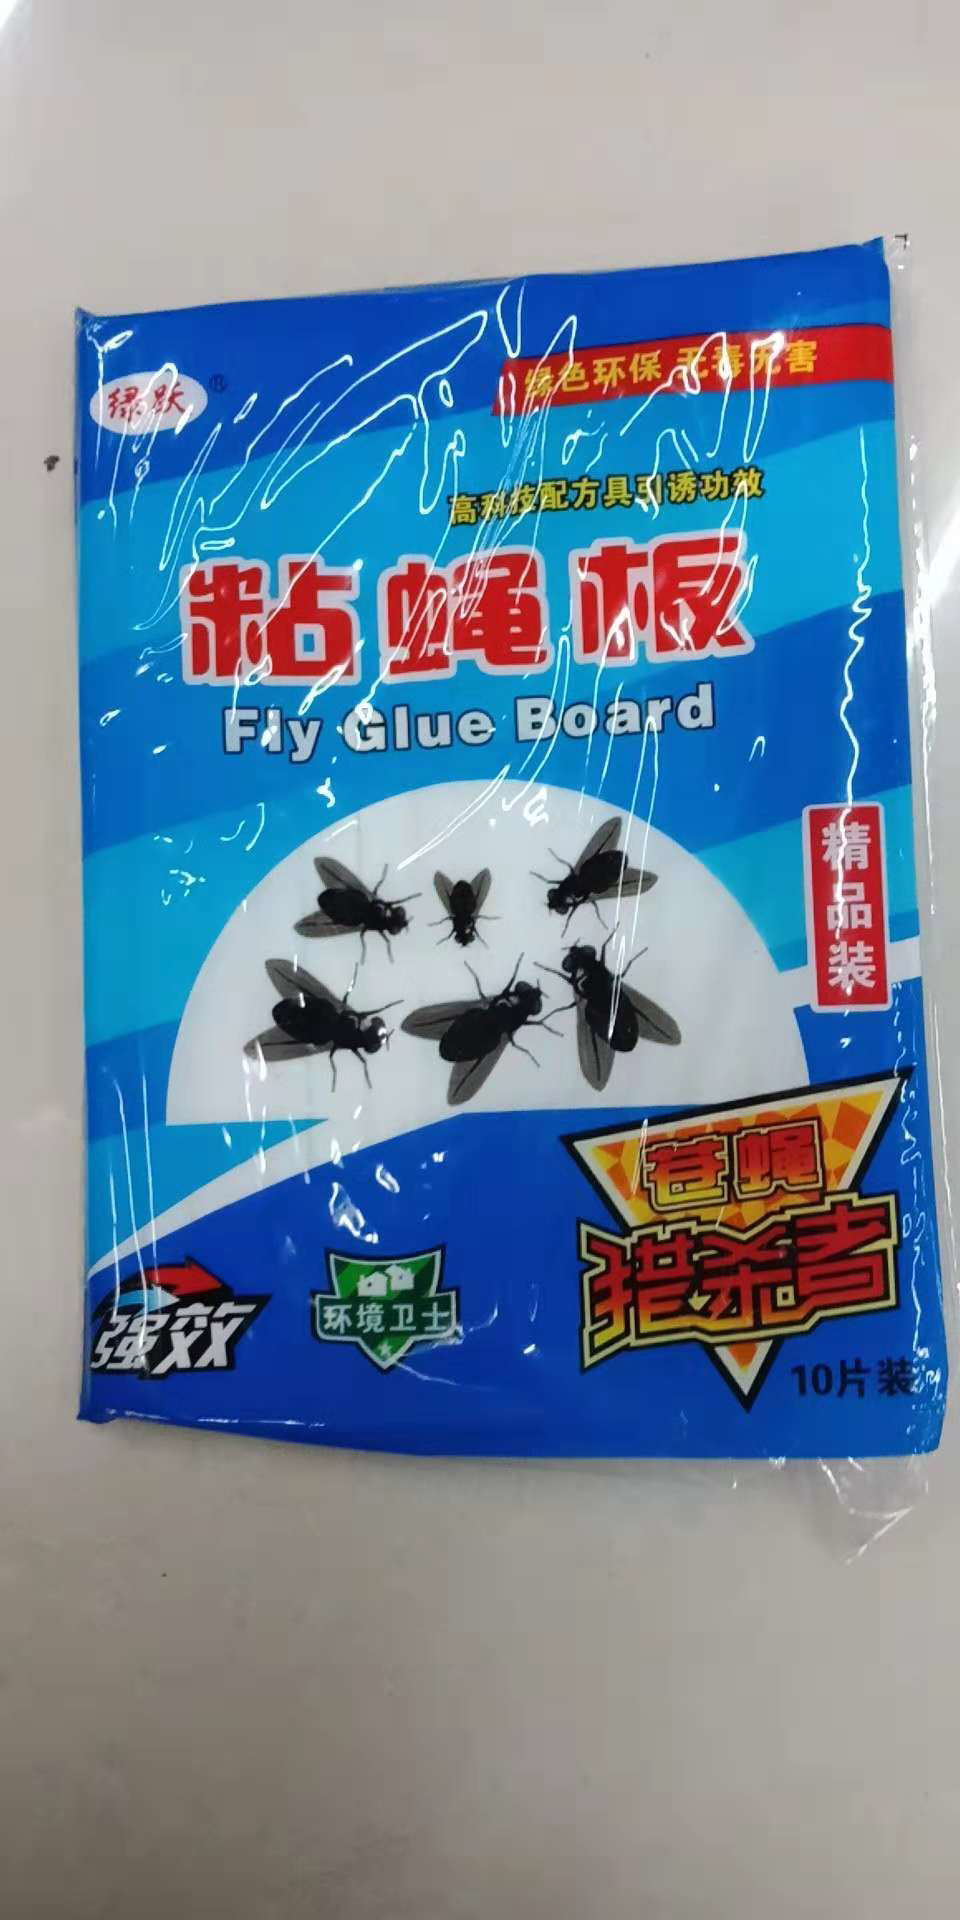 绿跃®
绿色环保 无毒无害
高科技配方具引诱功效
粘蝇板
Fly Glue Board
精品装
苍蝇
猎杀者
强效
环境卫士
10片装